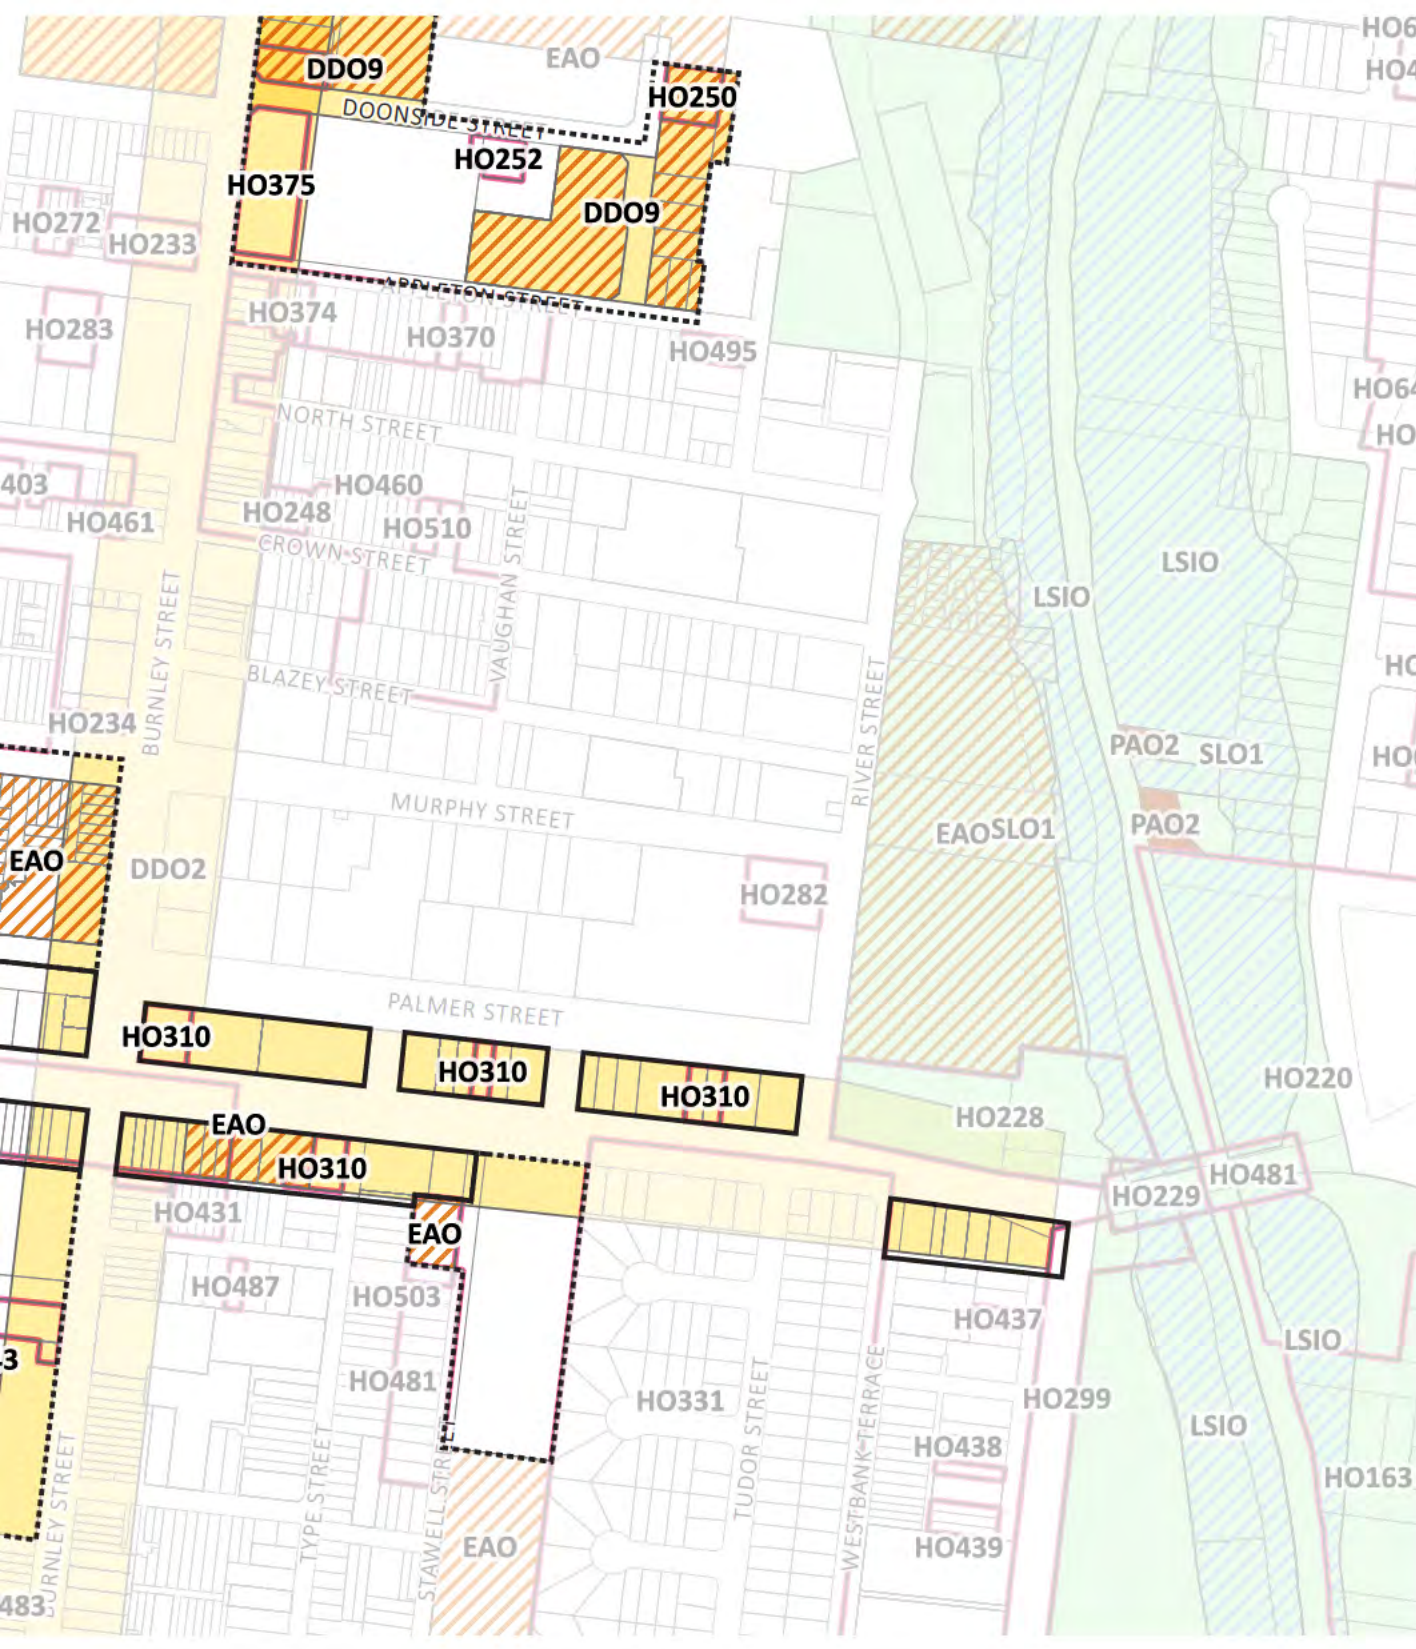 HO6
EAO
DDO9
HO4
HO250
DOONSIDE STREET
HO252
HO375
DDO9
HO272
HO233
APPLETON STREET
HO374
HO283
HO370
HO495
HO64
NORTH STREET
HO
403
HO460
HO248
HO461
HO510
CROWN STREET
VAUGHAN STREET
LSIO
LSIO
BURNLEY STREET
BLAZEY STREET
RIVER STREET
HO
HO234
PAO2
SLO1
HO
MURPHY STREET
PAO2
EAO
SLO1
EAO
DDO2
HO282
PALMER STREET
HO310
HO310
HO220
HO310
HO228
EAO
HO310
HO481
HO229
HO431
EAO
HO487
HO503
HO437
LSIO
3
HO481
HO331
HO299
LSIO
TUDOR STREET
WESTBANK TERRACE
HO438
HO163
BURNLEY STREET
TYPE STREET
STAWELL STREET
EAO
HO439
483